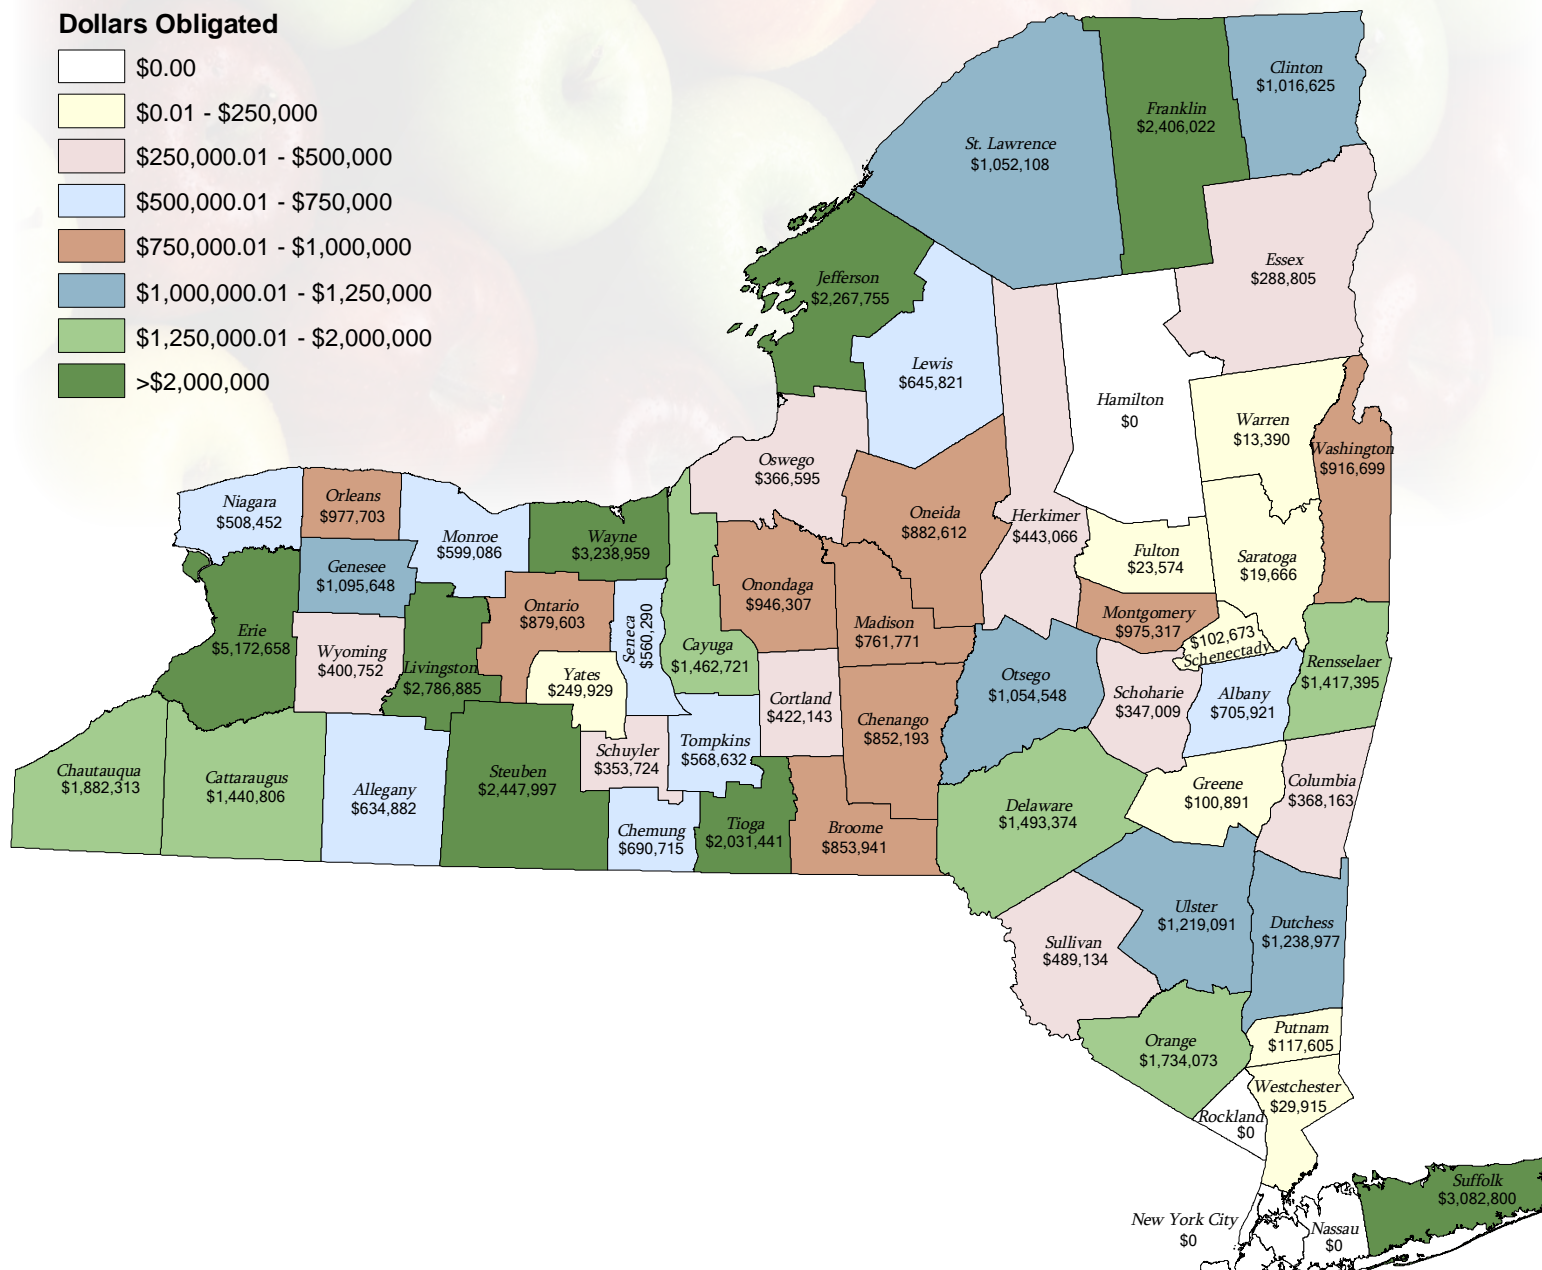 Dollars Obligated
$0.00
$0.01 - $250,000
$250,000.01 - $500,000
$500,000.01 - $750,000
$750,000.01 - $1,000,000
$1,000,000.01 - $1,250,000
$1,250,000.01 - $2,000,000
>$2,000,000
Clinton
$1,016,625
Franklin
$2,406,022
St. Lawrence
$1,052,108
Essex
$288,805
Jefferson
$2,267,755
Lewis
$645,821
Hamilton
$0
Warren
$13,390
Washington
$916,699
Oswego
$366,595
Oneida
$882,612
Herkimer
$443,066
Fulton
$23,574
Saratoga
$19,666
Niagara
$508,452
Orleans
$977,703
Monroe
$599,086
Wayne
$3,238,959
Genesee
$1,095,648
Onondaga
$946,307
Madison
$761,771
Montgomery
$975,317
$102,673
Schenectady
Ontario
$879,603
Seneca
$560,290
Cayuga
$1,462,721
Erie
$5,172,658
Wyoming
$400,752
Livingston
$2,786,885
Yates
$249,929
Otsego
$1,054,548
Schoharie
$347,009
Albany
$705,921
Rensselaer
$1,417,395
Cortland
$422,143
Chenango
$852,193
Schuyler
$353,724
Tompkins
$568,632
Chautauqua
$1,882,313
Cattaraugus
$1,440,806
Allegany
$634,882
Steuben
$2,447,997
Chemung
$690,715
Tioga
$2,031,441
Broome
$853,941
Delaware
$1,493,374
Greene
$100,891
Columbia
$368,163
Ulster
$1,219,091
Dutchess
$1,238,977
Sullivan
$489,134
Orange
$1,734,073
Putnam
$117,605
Westchester
$29,915
Rockland
$0
Suffolk
$3,082,800
New York City
$0
Nassau
$0